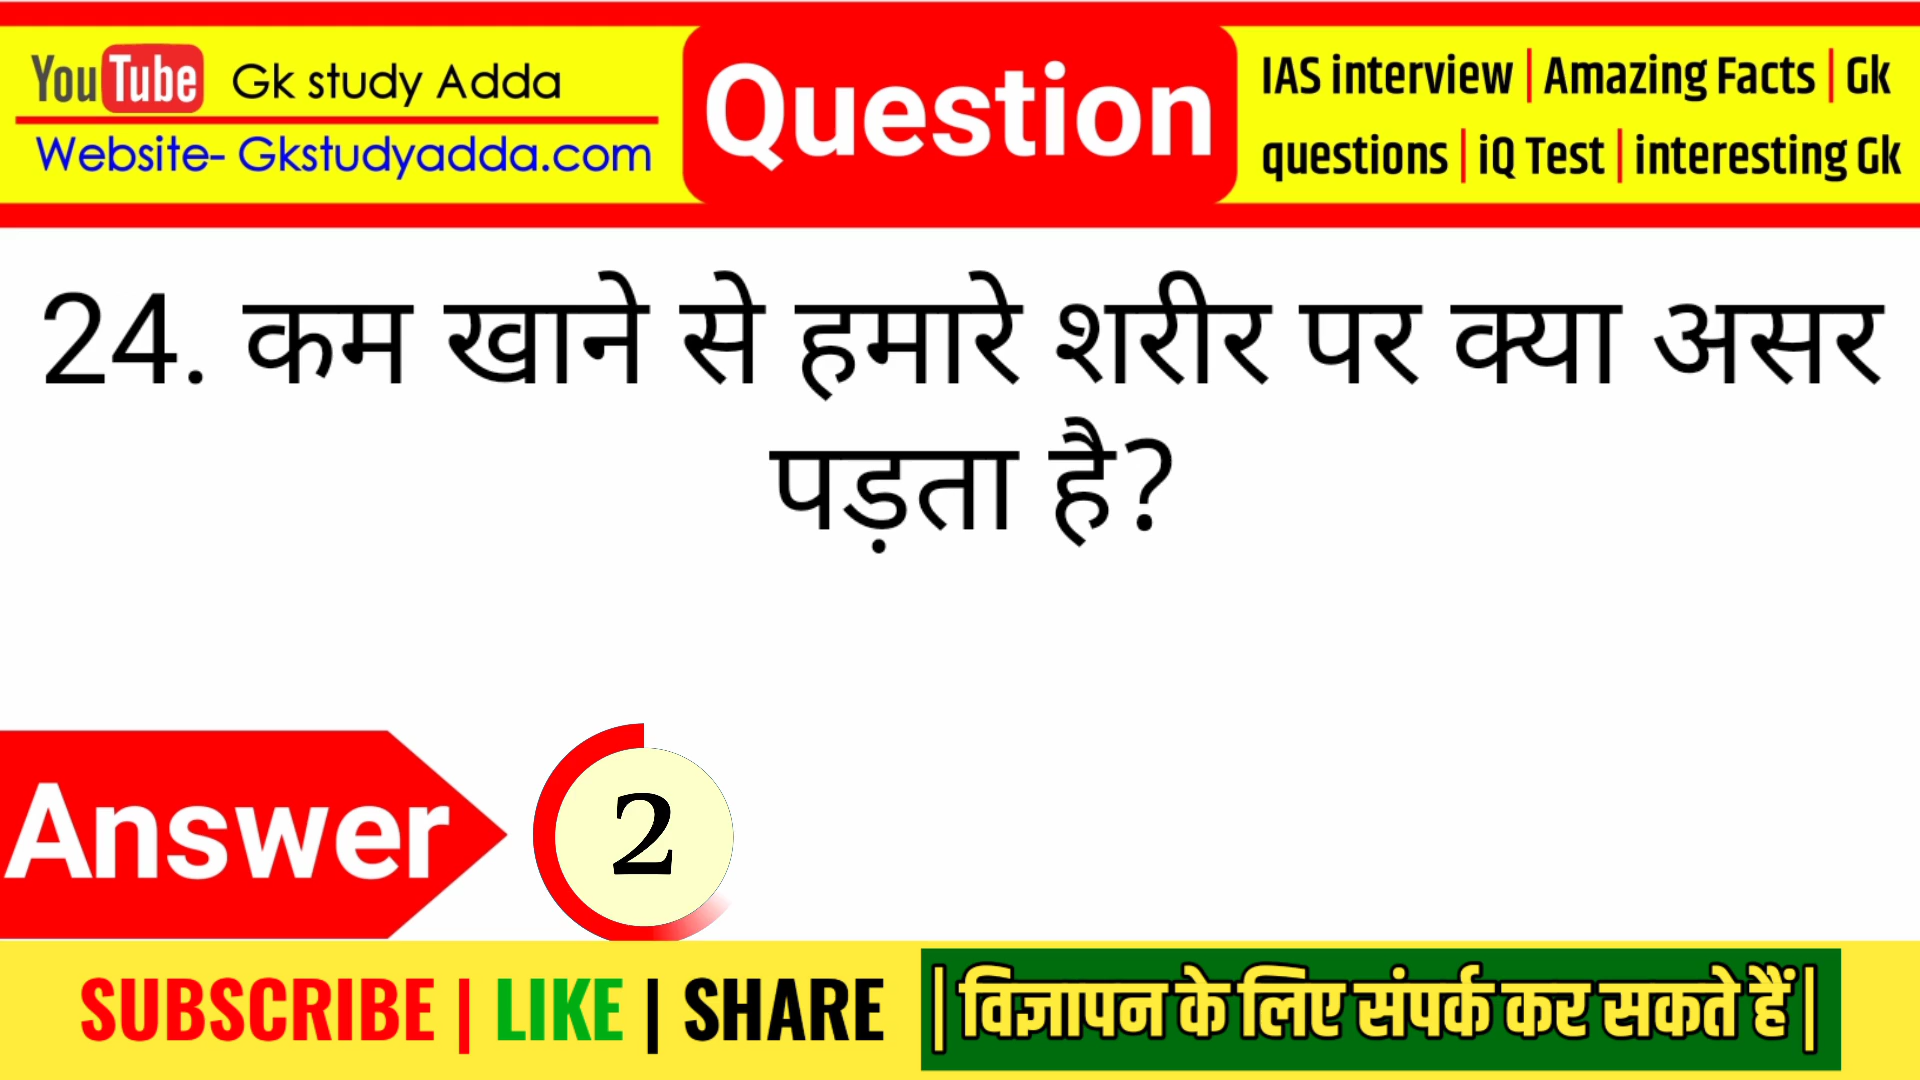 YouTube Gk study Adda
Website- Gkstudyadda.com
Question
IAS interview | Amazing Facts | Gk
questions | iQ Test | interesting Gk
24. कम खाने से हमारे शरीर पर क्या असर
पड़ता है?
Answer
2
SUBSCRIBE | LIKE | SHARE
| विज्ञापन के लिए संपर्क कर सकते हैं |